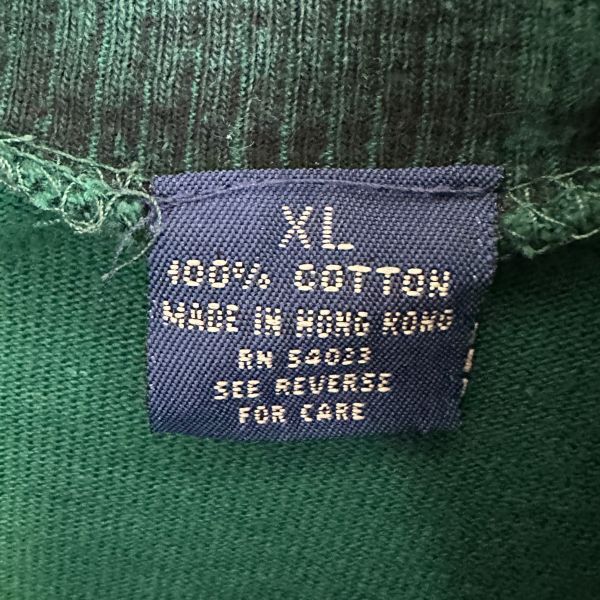 XL
100% COTTON
MADE IN HONG KONG
RN 54023
SEE REVERSE
FOR CARE